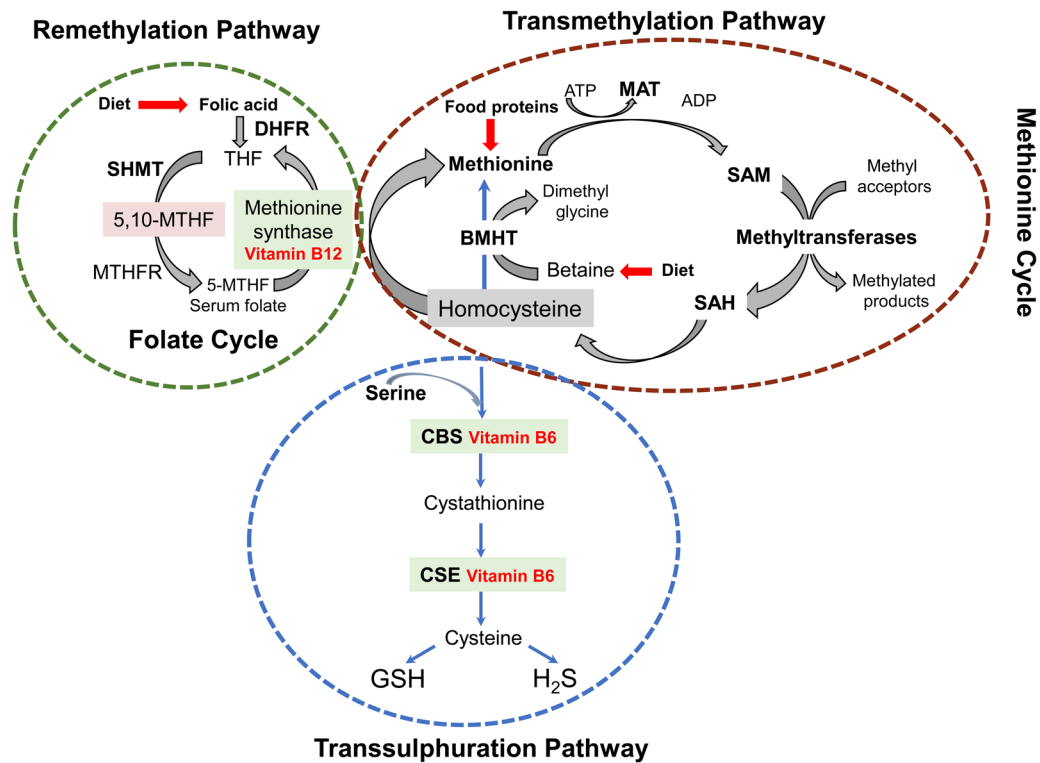 Remethylation Pathway
Diet
Folic acid
DHFR
THF
SHMT
5,10-MTHF
Methionine
synthase
Vitamin B12
MTHFR
5-MTHF
Serum folate
Folate Cycle
Transmethylation Pathway
Food proteins
ATP
MAT
ADP
Methionine
SAM
Methyl
acceptors
Dimethyl
glycine
BMHT
Methyltransferases
Betaine
Diet
Methylated
products
SAH
Homocysteine
Methionine Cycle
Serine
CBS Vitamin B6
Cystathionine
CSE Vitamin B6
Cysteine
GSH
H₂S
Transsulphuration Pathway